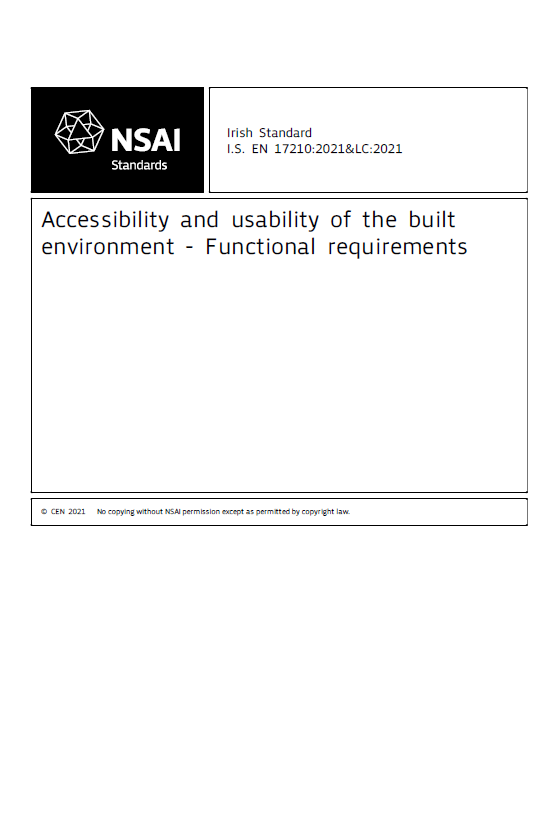 NSAI
Standards
Irish Standard
I.S. EN 17210:2021&LC:2021
Accessibility and usability of the built
environment - Functional requirements
© CEN 2021 No copying without NSAI permission except as permitted by copyright law.